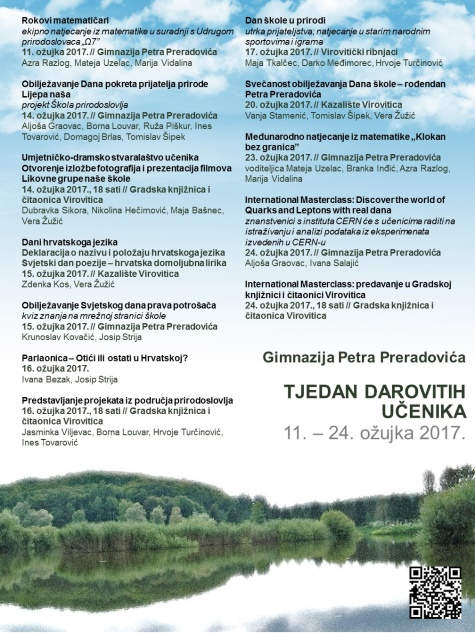 Rokovi matematičari
ekipno natjecanje iz matematike u suradnji s Udrugom
prirodoslovaca „Ω7“
11. ožujka 2017. // Gimnazija Petra Preradovića
Azra Razlog, Mateja Uzelac, Marija Vidalina
Obilježavanje Dana pokreta prijatelja prirode
Lijepa naša
projekt Škola prirodoslovlja
14. ožujka 2017. // Gimnazija Petra Preradovića
Aljoša Graovac, Borna Louvar, Ruža Piškur, Ines
Tovarović, Domagoj Brlas, Tomislav Šipek
Umjetničko-dramsko stvaralaštvo učenika
Otvorenje izložbe fotografija i prezentacija filmova
Likovne grupe naše škole
14. ožujka 2017., 18 sati // Gradska knjižnica i
čitaonica Virovitica
Dubravka Sikora, Nikolina Hećimović, Maja Bašnec,
Vera Žužić
Dani hrvatskoga jezika
Deklaracija o nazivu i položaju hrvatskoga jezika
Svjetski dan poezije – hrvatska domoljubna lirika
15. ožujka 2017. // Kazalište Virovitica
Zdenka Kos, Vera Žužić
Obilježavanje Svjetskog dana prava potrošača
kviz znanja na mrežnoj stranici škole
15. ožujka 2017. // Gimnazija Petra Preradovića
Krunoslav Kovačić, Josip Strija
Parlaonica – Otići ili ostati u Hrvatskoj?
16. ožujka 2017.
Ivana Bezak, Josip Strija
Predstavljanje projekata iz područja prirodoslovlja
16. ožujka 2017., 18 sati // Gradska knjižnica i
čitaonica Virovitica
Jasminka Viljevac, Borna Louvar, Hrvoje Turčinović,
Ines Tovarović
Dan škole u prirodi
utrka prijateljstva; natjecanje u starim narodnim
sportovima i igrama
17. ožujka 2017. // Virovitički ribnjaci
Maja Tkalčec, Darko Međimorec, Hrvoje Turčinović
Svečanost obilježavanja Dana škole – rođendan
Petra Preradovića
20. ožujka 2017. // Kazalište Virovitica
Vanja Stamenić, Tomislav Šipek, Vera Žužić
Međunarodno natjecanje iz matematike „Klokan
bez granica“
23. ožujka 2017. // Gimnazija Petra Preradovića
voditeljica Mateja Uzelac, Branka Inđić, Azra Razlog,
Marija Vidalina
International Masterclass: Discover the world of
Quarks and Leptons with real dana
znanstvenici s instituta CERN će s učenicima raditi na
istraživanju i analizi podataka iz eksperimenata
izvedenih u CERN-u
24. ožujka 2017. // Gimnazija Petra Preradovića
Aljoša Graovac, Ivana Salajić
International Masterclass: predavanje u Gradskoj
knjižnici i čitaonici Virovitica
24. ožujka 2017., 18 sati // Gradska knjižnica i
čitaonica Virovitica
Gimnazija Petra Preradovića
TJEDAN DAROVITIH
UČENIKA
11. – 24. ožujka 2017.